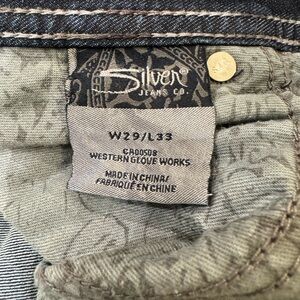 Silver
JEANS CO.
W29/L33
CA00508
WESTERN GLOVE WORKS
MADE IN CHINA/
FABRIQUÉ EN CHINE